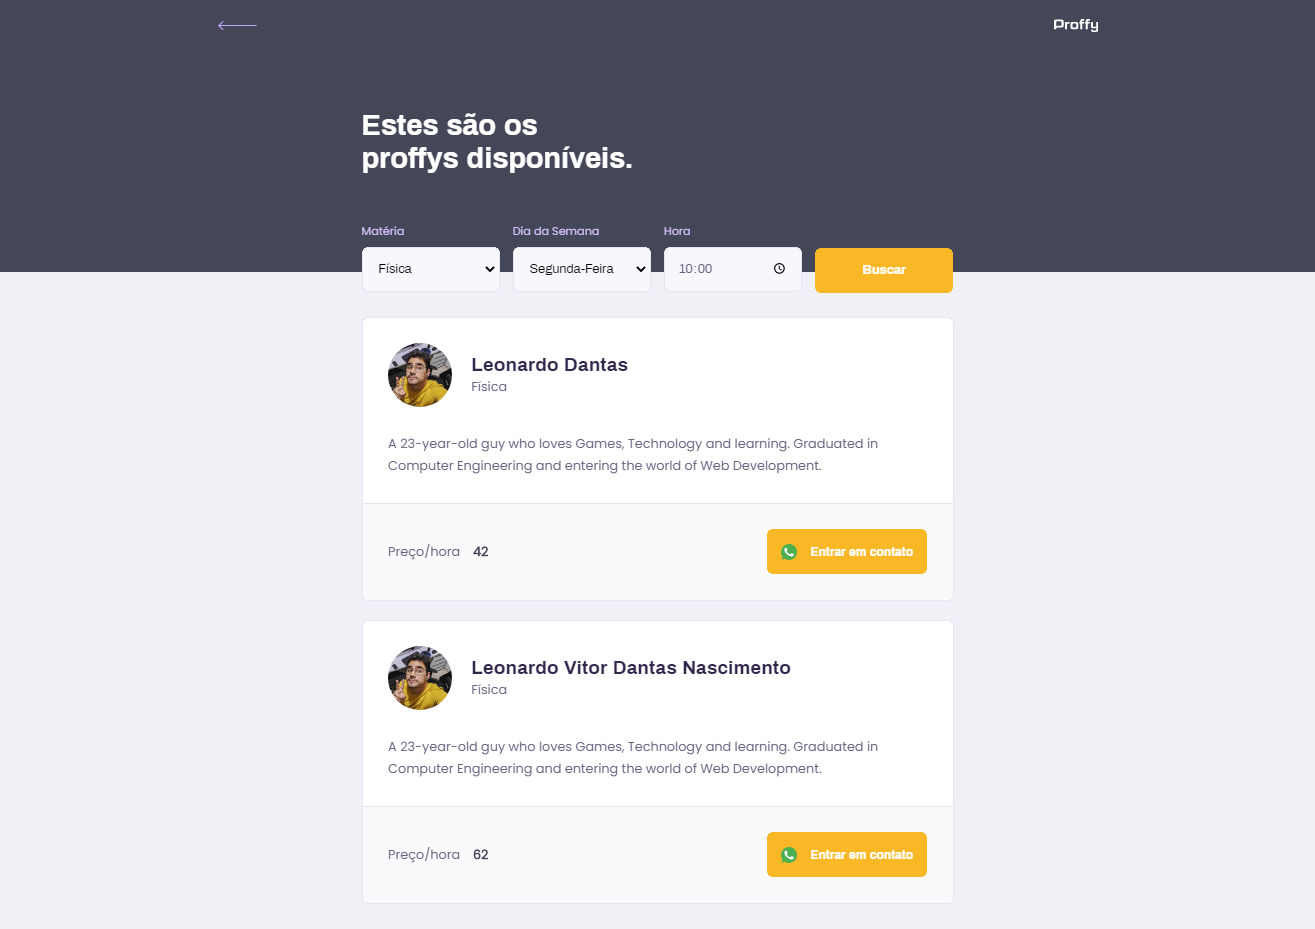 Proffy
Estes são os
proffys disponíveis.
Matéria
Dia da Semana
Hora
Física
Segunda-Feira
10:00
Buscar
Leonardo Dantas
Física
A 23-year-old guy who loves Games, Technology and learning. Graduated in
Computer Engineering and entering the world of Web Development.
Preço/hora 42
Entrar em contato
Leonardo Vitor Dantas Nascimento
Física
A 23-year-old guy who loves Games, Technology and learning. Graduated in
Computer Engineering and entering the world of Web Development.
Preço/hora 62
Entrar em contato